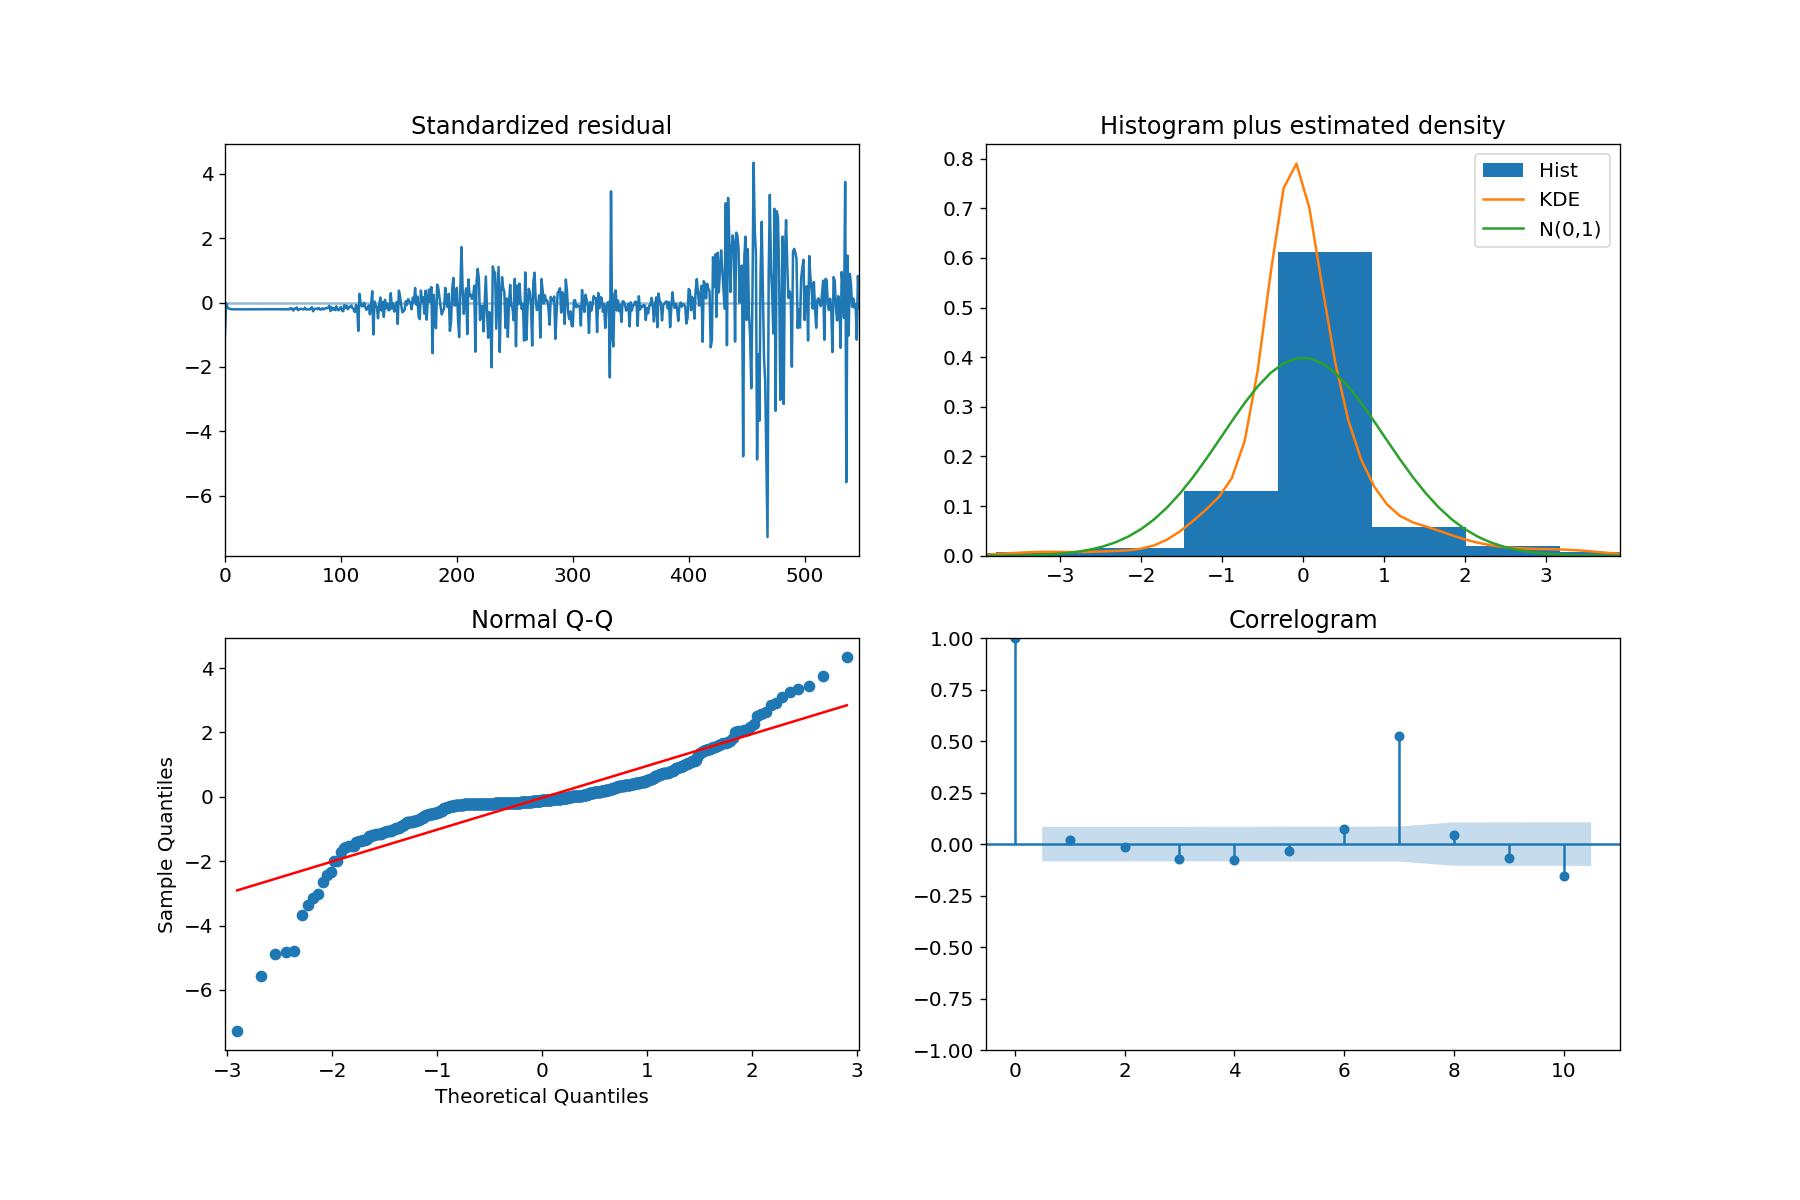 Standardized residual
4
2
0
−2
−4
−6
0 100 200 300 400 500
Histogram plus estimated density
0.8
0.7
0.6
0.5
0.4
0.3
0.2
0.1
0.0
−3 −2 −1 0 1 2 3
Hist
KDE
N(0,1)
Normal Q-Q
Sample Quantiles
4
2
0
−2
−4
−6
−3 −2 −1 0 1 2 3
Theoretical Quantiles
Correlogram
1.00
0.75
0.50
0.25
0.00
−0.25
−0.50
−0.75
−1.00
0 2 4 6 8 10